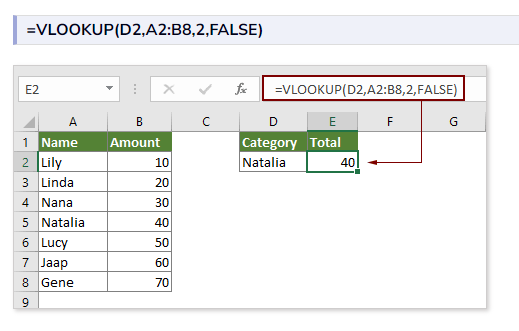 =VLOOKUP(D2,A2:B8,2,FALSE)
E2 fx =VLOOKUP(D2,A2:B8,2,FALSE)
A B C D E F G
1 Name Amount Category Total
2 Lily 10 Natalia 40
3 Linda 20
4 Nana 30
5 Natalia 40
6 Lucy 50
7 Jaap 60
8 Gene 70
9